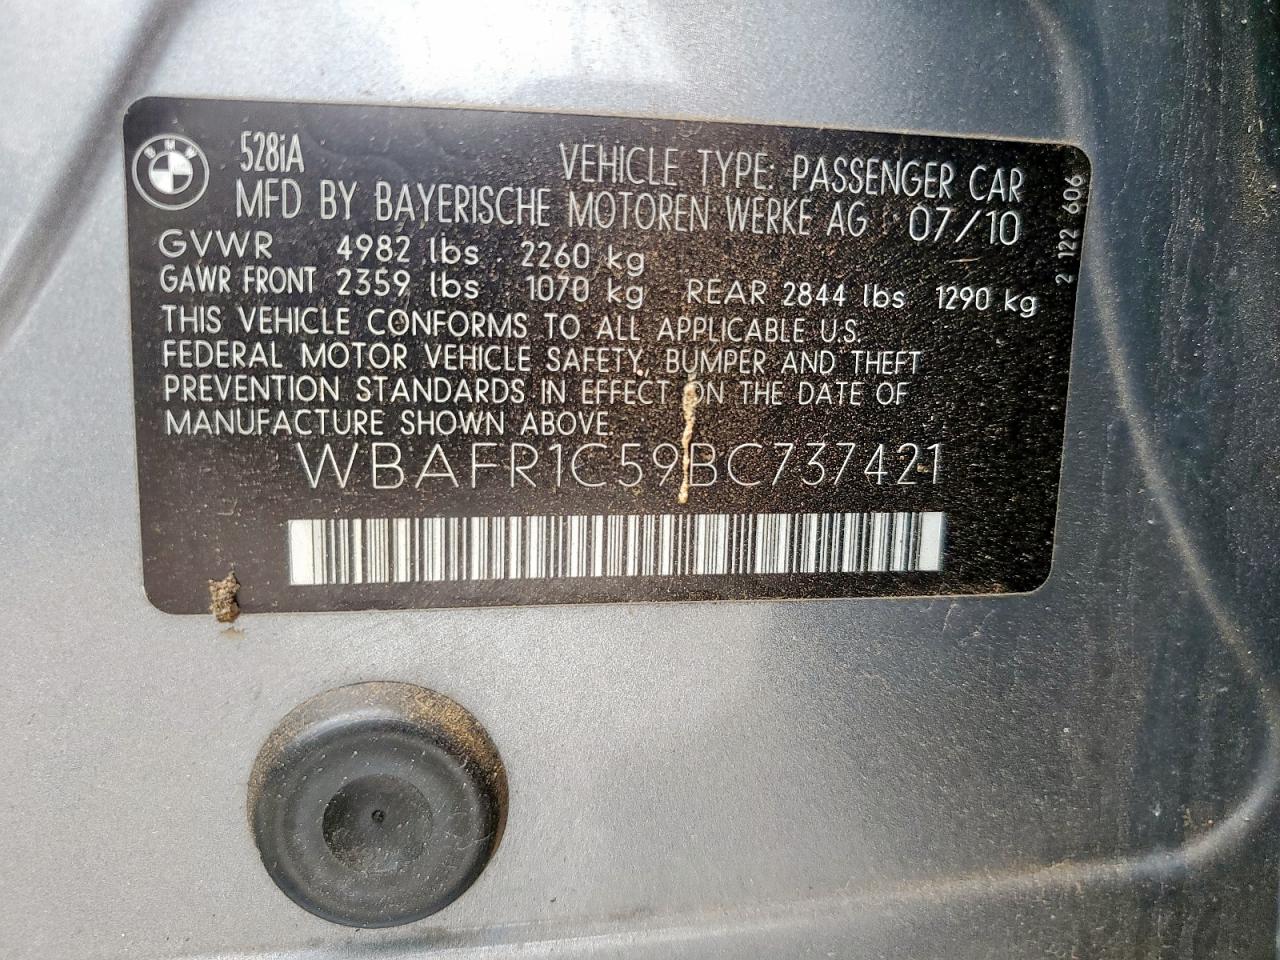 BMW
528iA
VEHICLE TYPE: PASSENGER CAR
MFD BY BAYERISCHE MOTOREN WERKE AG 07/10
GVWR 4982 lbs 2260 kg
GAWR FRONT 2359 lbs 1070 kg REAR 2844 lbs 1290 kg
THIS VEHICLE CONFORMS TO ALL APPLICABLE U.S.
FEDERAL MOTOR VEHICLE SAFETY, BUMPER AND THEFT
PREVENTION STANDARDS IN EFFECT ON THE DATE OF
MANUFACTURE SHOWN ABOVE
WBAFR1C59BC737421
2 122 606